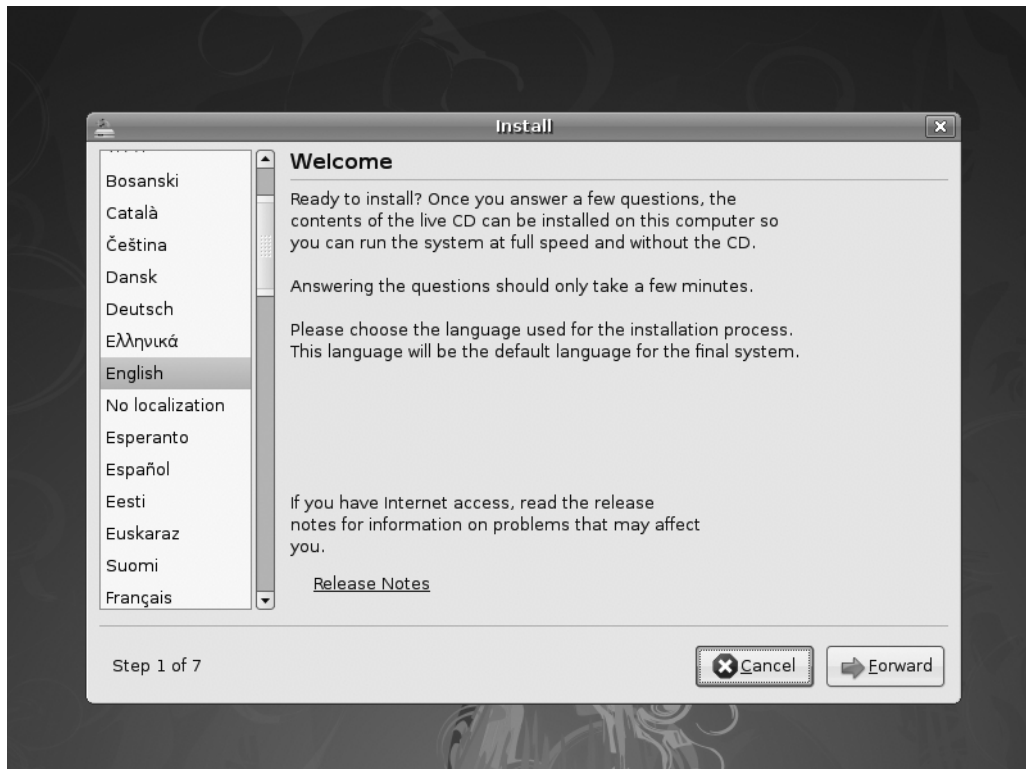 Install
Bosanski
Català
Čeština
Dansk
Deutsch
Ελληνικά
English
No localization
Esperanto
Español
Eesti
Euskaraz
Suomi
Français
Welcome
Ready to install? Once you answer a few questions, the
contents of the live CD can be installed on this computer so
you can run the system at full speed and without the CD.
Answering the questions should only take a few minutes.
Please choose the language used for the installation process.
This language will be the default language for the final system.
If you have Internet access, read the release
notes for information on problems that may affect
you.
Release Notes
Step 1 of 7
Cancel
Forward